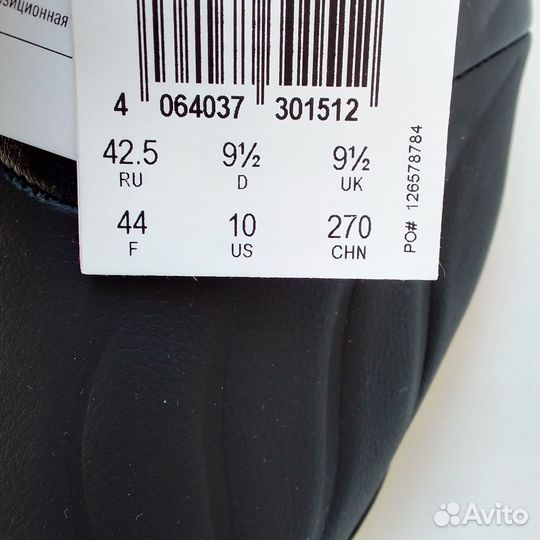 4 064037 301512
42.5 9½ 9½
RU D UK
44 10 270
F US CHN
PO# 126578784
Avito